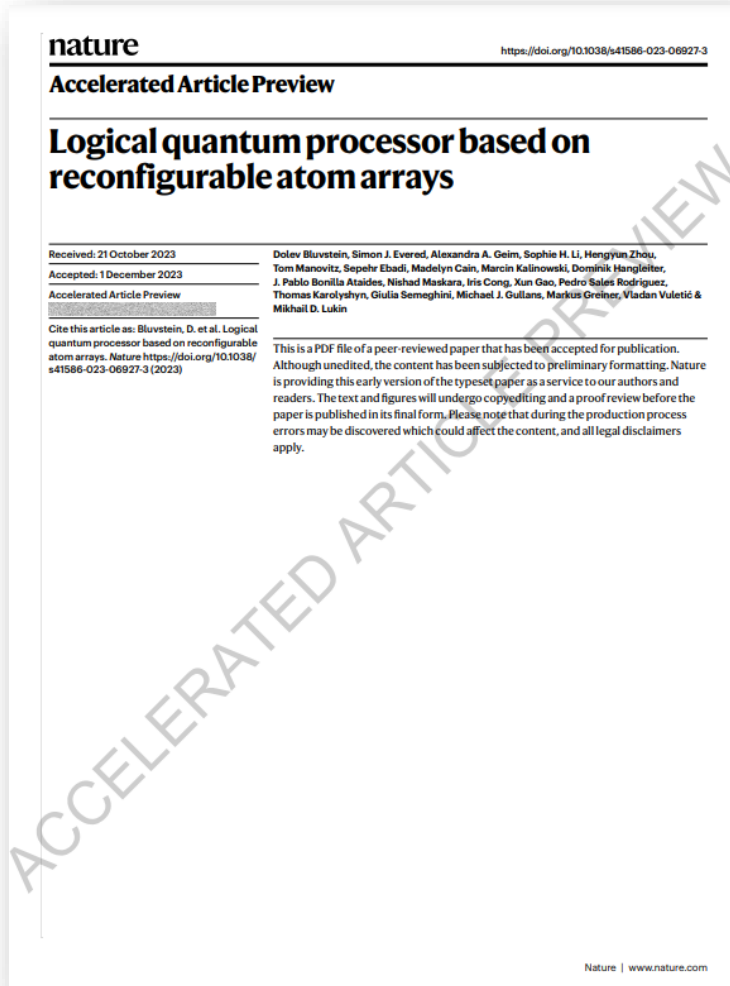 nature
https://doi.org/10.1038/s41586-023-06927-3
Accelerated Article Preview
Logical quantum processor based on
reconfigurable atom arrays
Received: 21 October 2023
Accepted: 1 December 2023
Accelerated Article Preview
Cite this article as: Bluvstein, D. et al. Logical
quantum processor based on reconfigurable
atom arrays. Nature https://doi.org/10.1038/
s41586-023-06927-3 (2023)
Dolev Bluvstein, Simon J. Evered, Alexandra A. Geim, Sophie H. Li, Hengyun Zhou,
Tom Manovitz, Sepehr Ebadi, Madelyn Cain, Marcin Kalinowski, Dominik Hangleiter,
J. Pablo Bonilla Ataides, Nishad Maskara, Iris Cong, Xun Gao, Pedro Sales Rodriguez,
Thomas Karolyshyn, Giulia Semeghini, Michael J. Gullans, Markus Greiner, Vladan Vuletić &
Mikhail D. Lukin
This is a PDF file of a peer-reviewed paper that has been accepted for publication.
Although unedited, the content has been subjected to preliminary formatting. Nature
is providing this early version of the typeset paper as a service to our authors and
readers. The text and figures will undergo copyediting and a proof review before the
paper is published in its final form. Please note that during the production process
errors may be discovered which could affect the content, and all legal disclaimers
apply.
ACCELERATED ARTICLE PREVIEW
Nature | www.nature.com